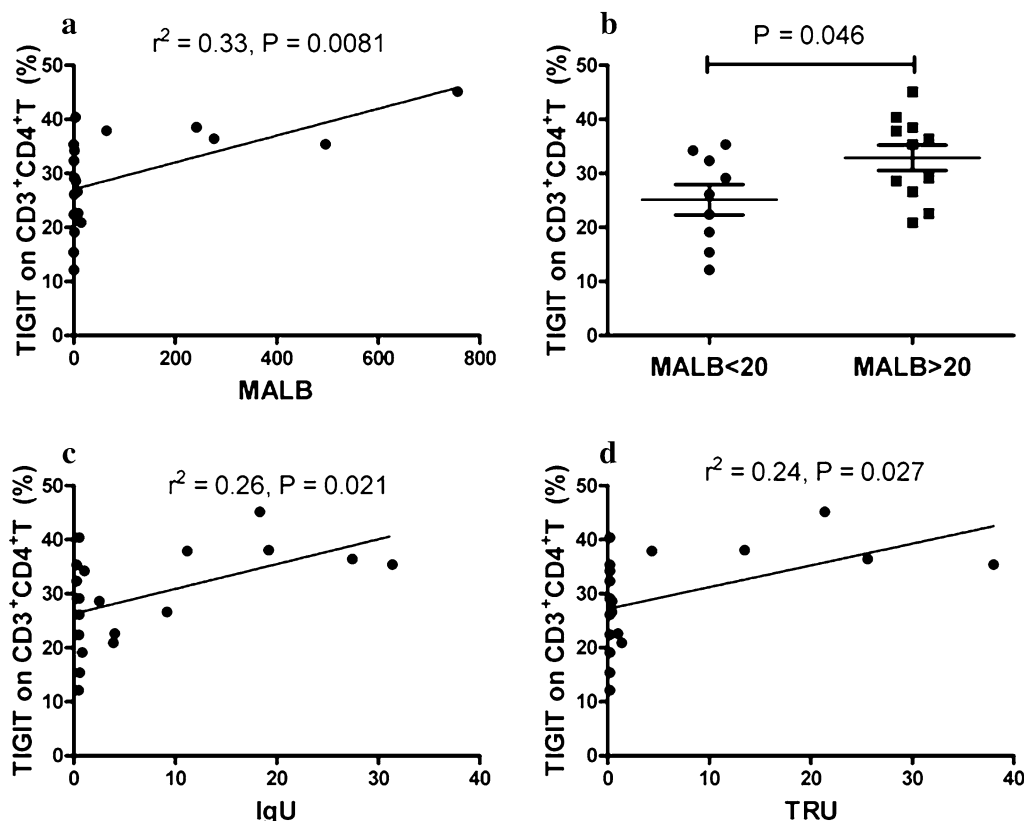 a
r² = 0.33, P = 0.0081
TIGIT on CD3⁺CD4⁺T (%)
50
40
30
20
10
0
0 200 400 600 800
MALB
b
P = 0.046
TIGIT on CD3⁺CD4⁺T (%)
50
40
30
20
10
0
MALB<20 MALB>20
c
r² = 0.26, P = 0.021
TIGIT on CD3⁺CD4⁺T (%)
50
40
30
20
10
0
0 10 20 30 40
IgU
d
r² = 0.24, P = 0.027
TIGIT on CD3⁺CD4⁺T (%)
50
40
30
20
10
0
0 10 20 30 40
TRU